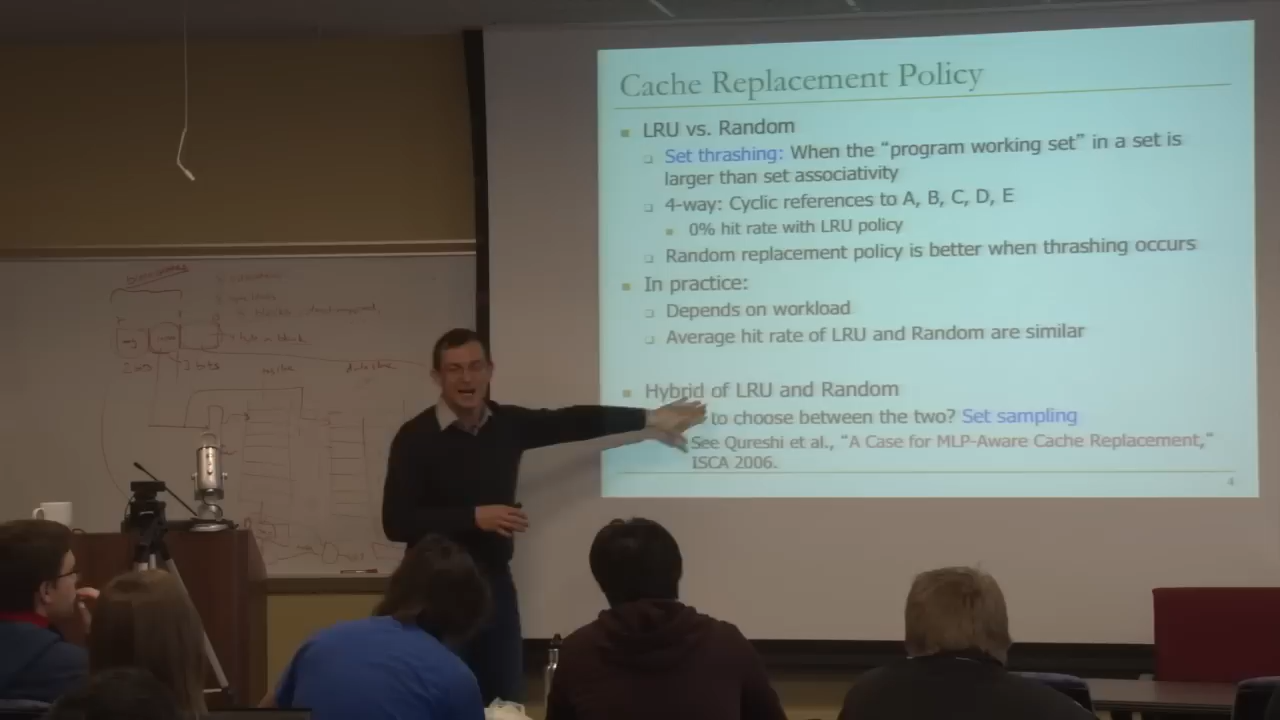 Cache Replacement Policy
LRU vs. Random
Set thrashing: When the "program working set" in a set is
larger than set associativity
4-way: Cyclic references to A, B, C, D, E
0% hit rate with LRU policy
Random replacement policy is better when thrashing occurs
In practice:
Depends on workload
Average hit rate of LRU and Random are similar
Hybrid of LRU and Random
to choose between the two? Set sampling
See Qureshi et al., "A Case for MLP-Aware Cache Replacement,"
ISCA 2006.
4